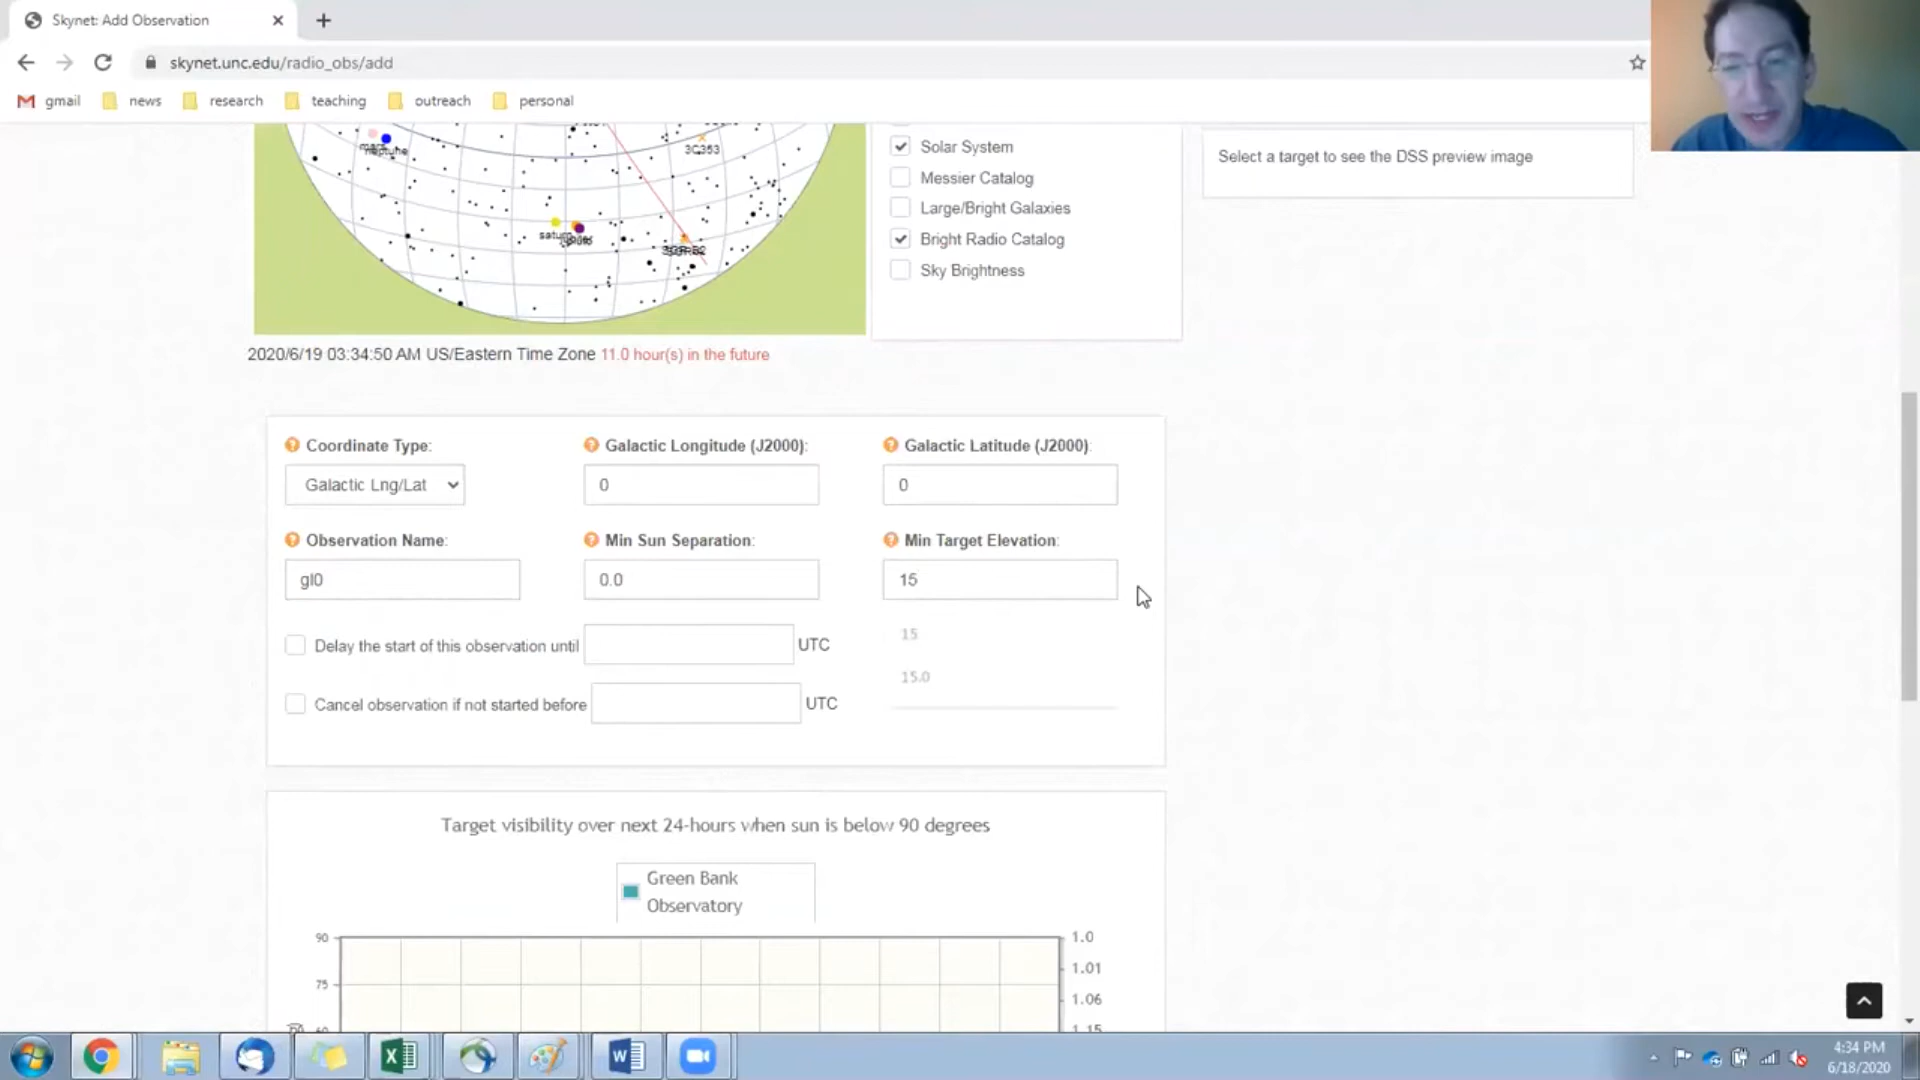 Skynet: Add Observation
skynet.unc.edu/radio_obs/add
gmail
news
research
teaching
outreach
personal
neptune
3C353
saturn
Solar System
Messier Catalog
Large/Bright Galaxies
Bright Radio Catalog
Sky Brightness
Select a target to see the DSS preview image
2020/6/19 03:34:50 AM US/Eastern Time Zone 11.0 hour(s) in the future
Coordinate Type:
Galactic Longitude (J2000):
Galactic Latitude (J2000):
Galactic Lng/Lat
0
0
Observation Name:
Min Sun Separation:
Min Target Elevation:
gl0
0.0
15
Delay the start of this observation until
UTC
15
15.0
Cancel observation if not started before
UTC
Target visibility over next 24-hours when sun is below 90 degrees
Green Bank
Observatory
90
1.0
1.01
75
1.06
60
1.15
4:34 PM
6/18/2020